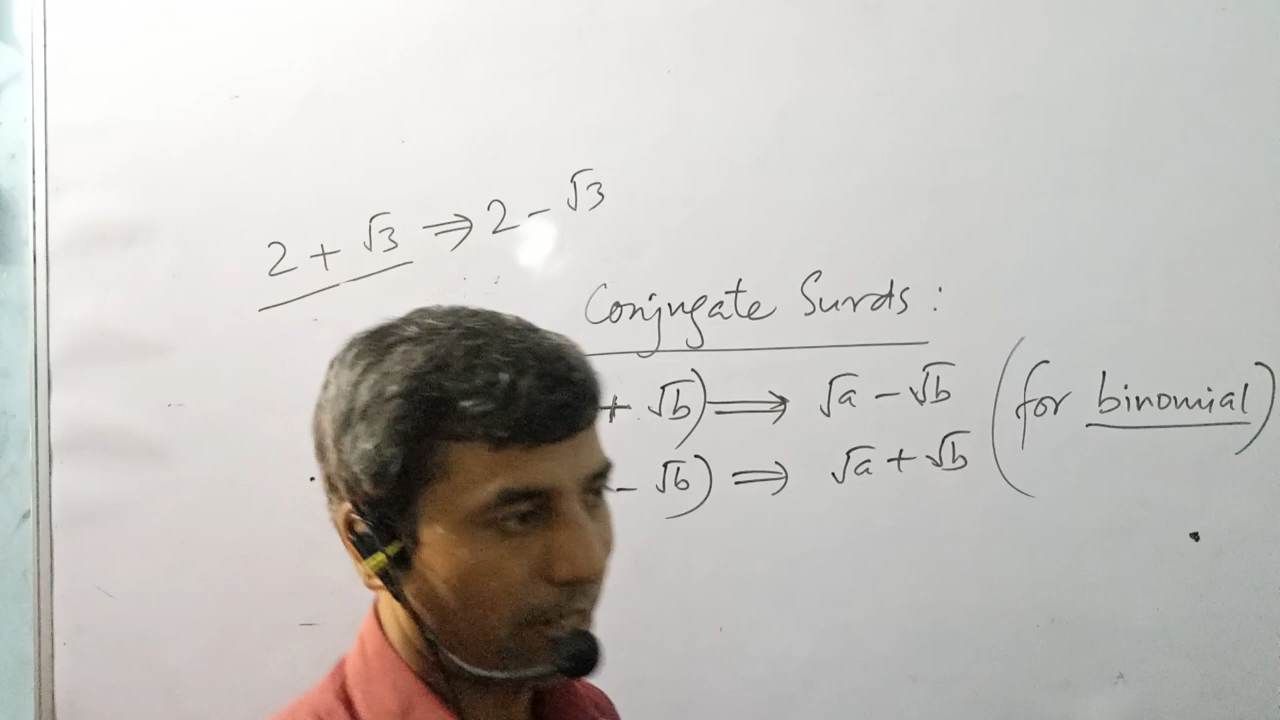 2 + √3 ⇒ 2 - √3
Conjugate Surds :
+ √b) ⟹ √a - √b (for binomial)
- √b) ⟹ √a + √b